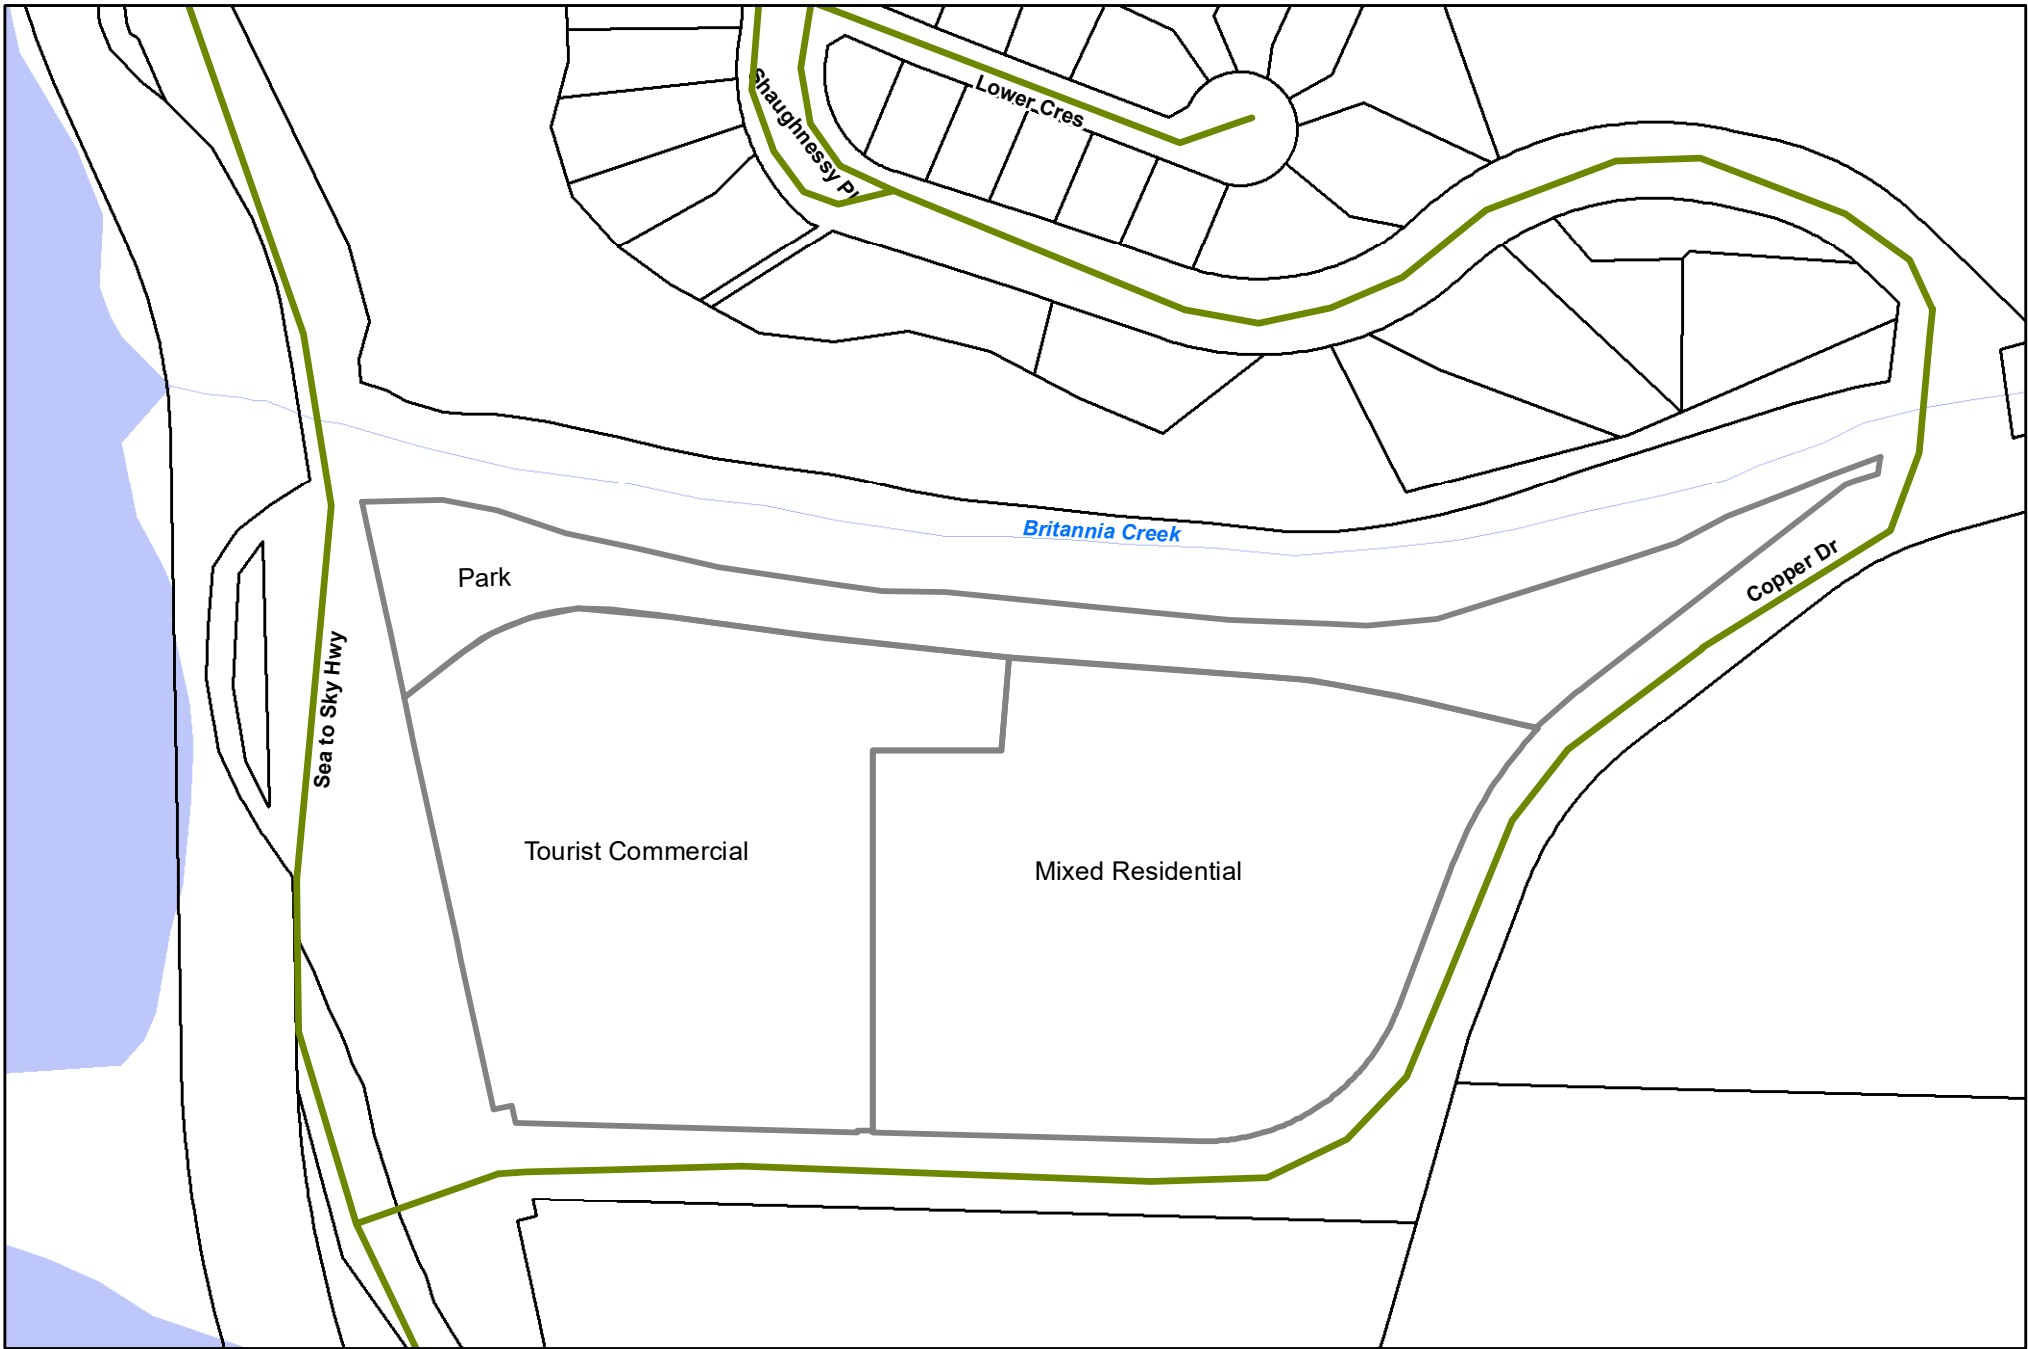 Lower Cres
Shaughnessy Pl
Britannia Creek
Copper Dr
Park
Sea to Sky Hwy
Tourist Commercial
Mixed Residential